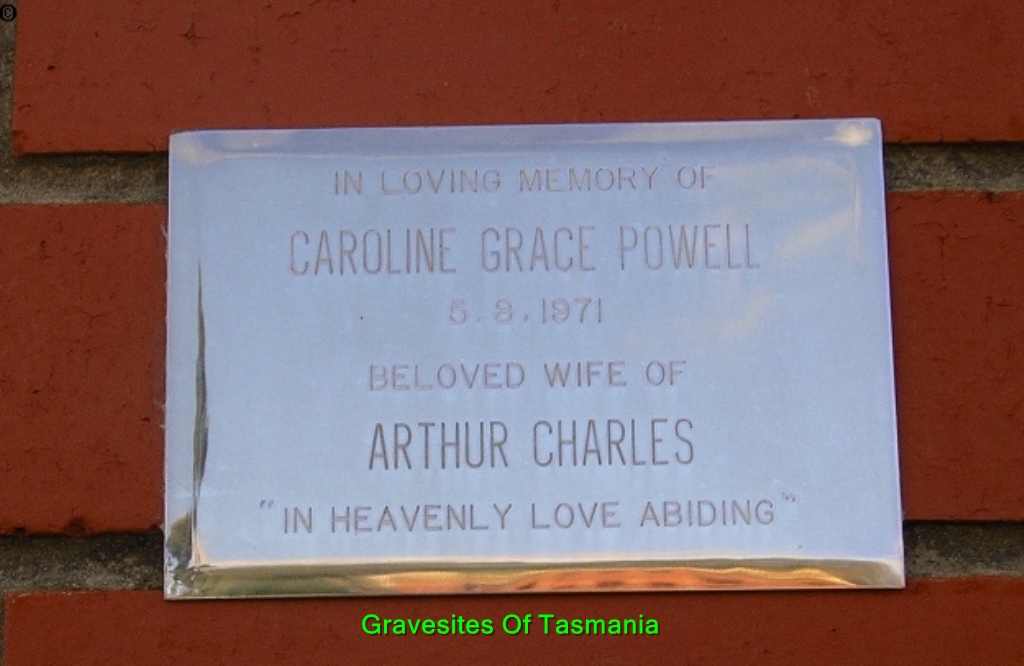 ©
IN LOVING MEMORY OF
CAROLINE GRACE POWELL
5.9.1971
BELOVED WIFE OF
ARTHUR CHARLES
"IN HEAVENLY LOVE ABIDING"
Gravesites Of Tasmania